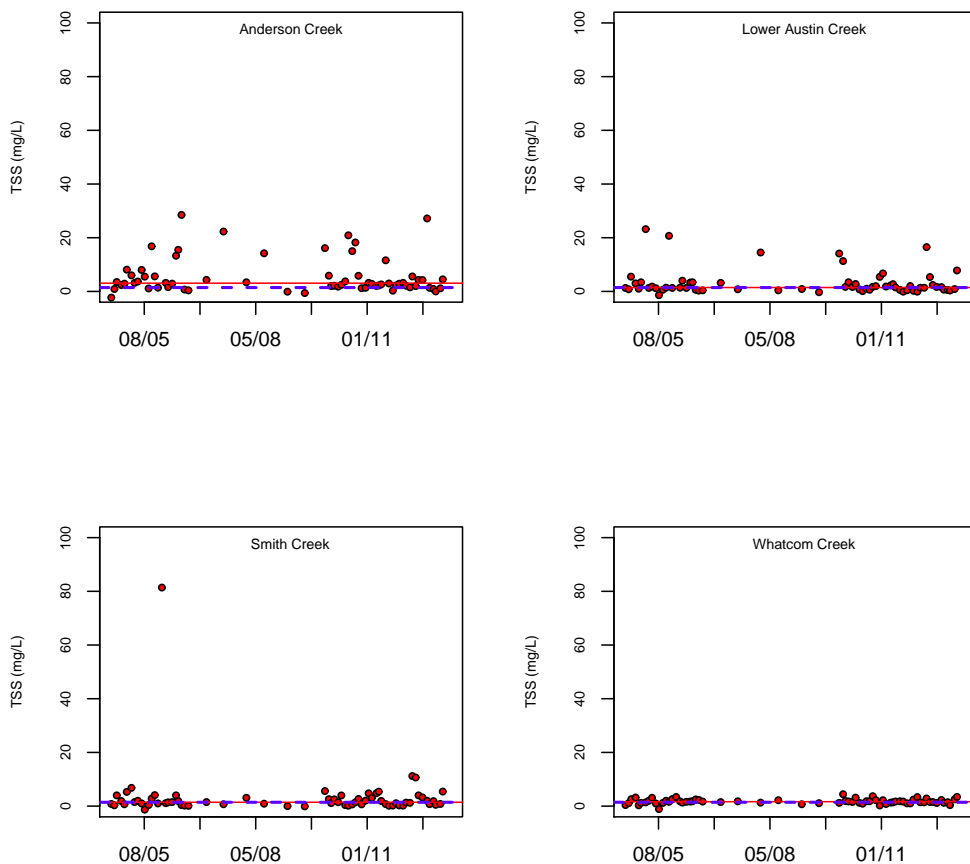 Anderson Creek
TSS (mg/L)
0 20 40 60 80 100
08/05 05/08 01/11
Lower Austin Creek
TSS (mg/L)
0 20 40 60 80 100
08/05 05/08 01/11
Smith Creek
TSS (mg/L)
0 20 40 60 80 100
08/05 05/08 01/11
Whatcom Creek
TSS (mg/L)
0 20 40 60 80 100
08/05 05/08 01/11